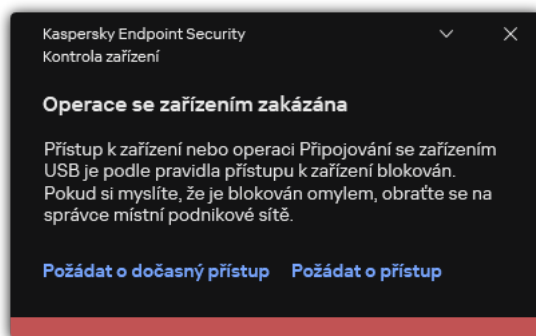 Kaspersky Endpoint Security
Kontrola zařízení
Operace se zařízením zakázána
Přístup k zařízení nebo operaci Připojování se zařízením
USB je podle pravidla přístupu k zařízení blokován.
Pokud si myslíte, že je blokován omylem, obraťte se na
správce místní podnikové sítě.
Požádat o dočasný přístup Požádat o přístup